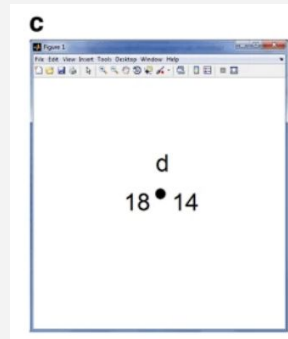 c
Figure 1
File Edit View Insert Tools Desktop Window Help
d
18 14